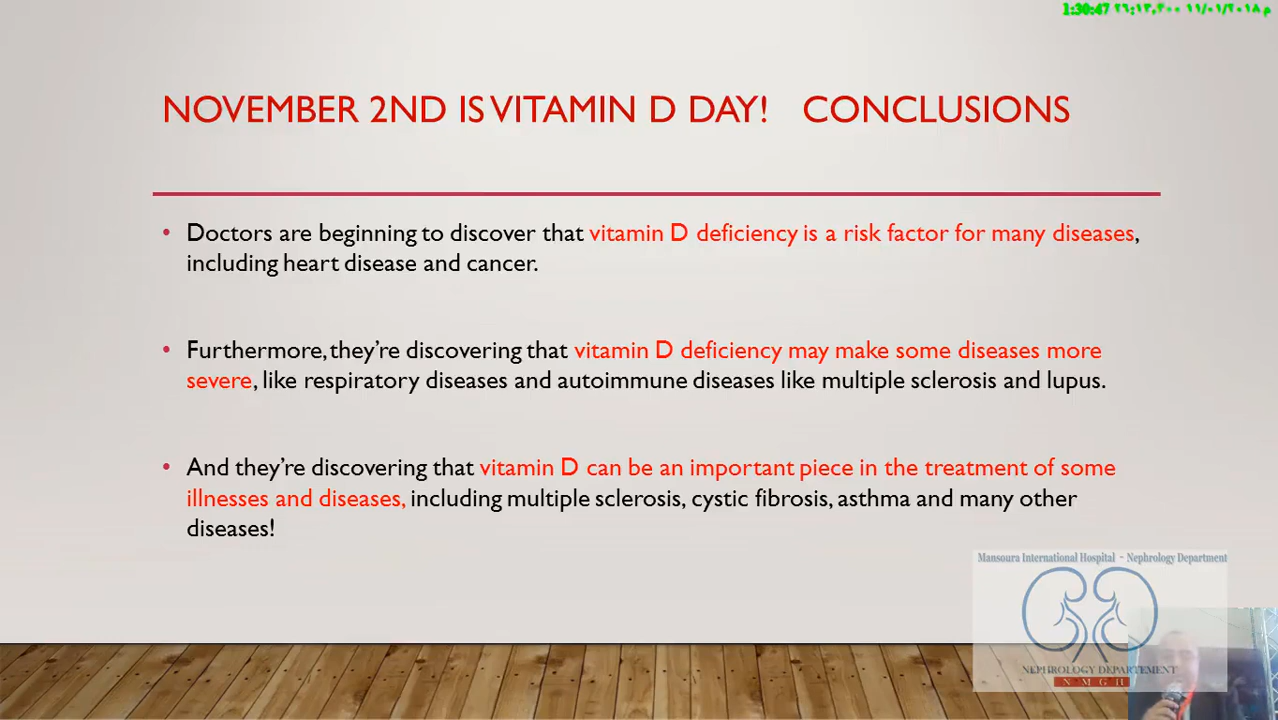 1:30:47
NOVEMBER 2ND IS VITAMIN D DAY! CONCLUSIONS
• Doctors are beginning to discover that vitamin D deficiency is a risk factor for many diseases,
including heart disease and cancer.
• Furthermore, they’re discovering that vitamin D deficiency may make some diseases more
severe, like respiratory diseases and autoimmune diseases like multiple sclerosis and lupus.
• And they’re discovering that vitamin D can be an important piece in the treatment of some
illnesses and diseases, including multiple sclerosis, cystic fibrosis, asthma and many other
diseases!
Mansoura International Hospital - Nephrology Department
NEPHROLOGY DEPARTEMENT
N M G H